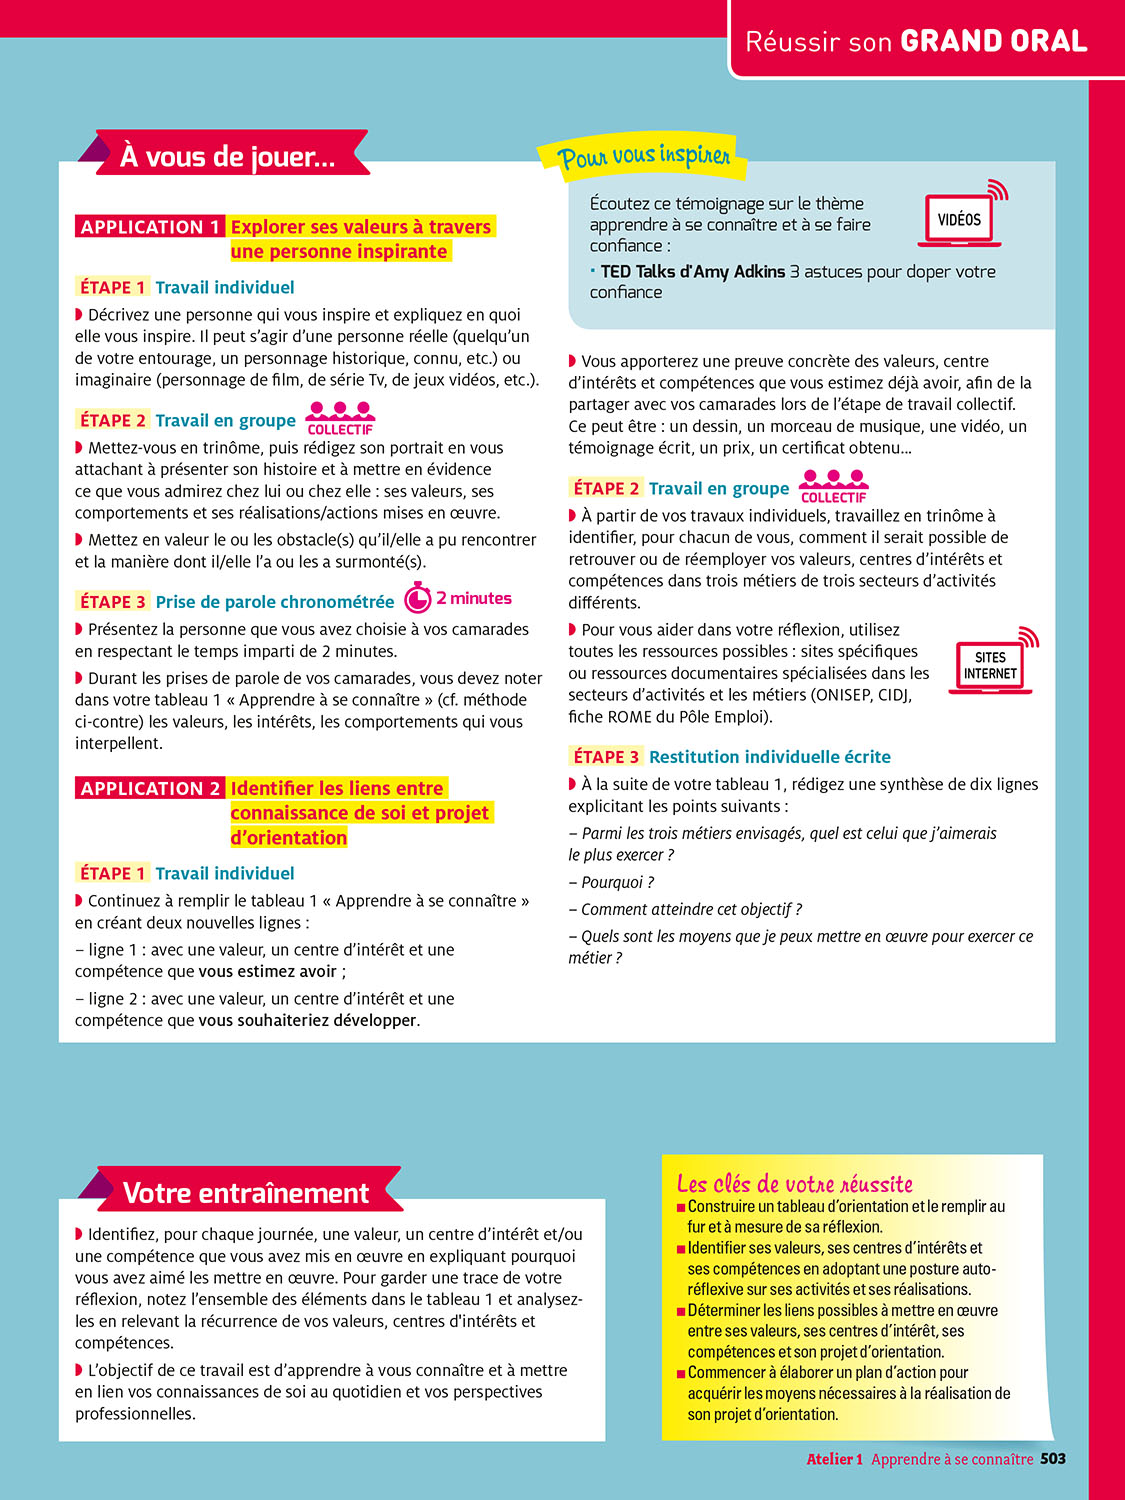 Réussir son GRAND ORAL
À vous de jouer...
APPLICATION 1 Explorer ses valeurs à travers
une personne inspirante
ÉTAPE 1 Travail individuel
Décrivez une personne qui vous inspire et expliquez en quoi
elle vous inspire. Il peut s’agir d’une personne réelle (quelqu’un
de votre entourage, un personnage historique, connu, etc.) ou
imaginaire (personnage de film, de série Tv, de jeux vidéos, etc.).
ÉTAPE 2 Travail en groupe COLLECTIF
Mettez-vous en trinôme, puis rédigez son portrait en vous
attachant à présenter son histoire et à mettre en évidence
ce que vous admirez chez lui ou chez elle : ses valeurs, ses
comportements et ses réalisations/actions mises en œuvre.
Mettez en valeur le ou les obstacle(s) qu’il/elle a pu rencontrer
et la manière dont il/elle l’a ou les a surmonté(s).
ÉTAPE 3 Prise de parole chronométrée 2 minutes
Présentez la personne que vous avez choisie à vos camarades
en respectant le temps imparti de 2 minutes.
Durant les prises de parole de vos camarades, vous devez noter
dans votre tableau 1 « Apprendre à se connaître » (cf. méthode
ci-contre) les valeurs, les intérêts, les comportements qui vous
interpellent.
APPLICATION 2 Identifier les liens entre
connaissance de soi et projet
d’orientation
ÉTAPE 1 Travail individuel
Continuez à remplir le tableau 1 « Apprendre à se connaître »
en créant deux nouvelles lignes :
– ligne 1 : avec une valeur, un centre d’intérêt et une
compétence que vous estimez avoir ;
– ligne 2 : avec une valeur, un centre d’intérêt et une
compétence que vous souhaiteriez développer.
Pour vous inspirer
Écoutez ce témoignage sur le thème
apprendre à se connaître et à se faire
confiance :
• TED Talks d’Amy Adkins 3 astuces pour doper votre
confiance
VIDÉOS
Vous apporterez une preuve concrète des valeurs, centre
d’intérêts et compétences que vous estimez déjà avoir, afin de la
partager avec vos camarades lors de l’étape de travail collectif.
Ce peut être : un dessin, un morceau de musique, une vidéo, un
témoignage écrit, un prix, un certificat obtenu...
ÉTAPE 2 Travail en groupe COLLECTIF
À partir de vos travaux individuels, travaillez en trinôme à
identifier, pour chacun de vous, comment il serait possible de
retrouver ou de réemployer vos valeurs, centres d’intérêts et
compétences dans trois métiers de trois secteurs d’activités
différents.
Pour vous aider dans votre réflexion, utilisez
toutes les ressources possibles : sites spécifiques
ou ressources documentaires spécialisées dans les
secteurs d’activités et les métiers (ONISEP, CIDJ,
fiche ROME du Pôle Emploi).
SITES
INTERNET
ÉTAPE 3 Restitution individuelle écrite
À la suite de votre tableau 1, rédigez une synthèse de dix lignes
explicitant les points suivants :
– Parmi les trois métiers envisagés, quel est celui que j’aimerais
le plus exercer ?
– Pourquoi ?
– Comment atteindre cet objectif ?
– Quels sont les moyens que je peux mettre en œuvre pour exercer ce
métier ?
Votre entraînement
Identifiez, pour chaque journée, une valeur, un centre d’intérêt et/ou
une compétence que vous avez mis en œuvre en expliquant pourquoi
vous avez aimé les mettre en œuvre. Pour garder une trace de votre
réflexion, notez l’ensemble des éléments dans le tableau 1 et analysez-
les en relevant la récurrence de vos valeurs, centres d'intérêts et
compétences.
L’objectif de ce travail est d’apprendre à vous connaître et à mettre
en lien vos connaissances de soi au quotidien et vos perspectives
professionnelles.
Les clés de votre réussite
Construire un tableau d’orientation et le remplir au
fur et à mesure de sa réflexion.
Identifier ses valeurs, ses centres d’intérêts et
ses compétences en adoptant une posture auto-
réflexive sur ses activités et ses réalisations.
Déterminer les liens possibles à mettre en œuvre
entre ses valeurs, ses centres d’intérêt, ses
compétences et son projet d’orientation.
Commencer à élaborer un plan d’action pour
acquérir les moyens nécessaires à la réalisation de
son projet d’orientation.
Atelier 1 Apprendre à se connaître 503